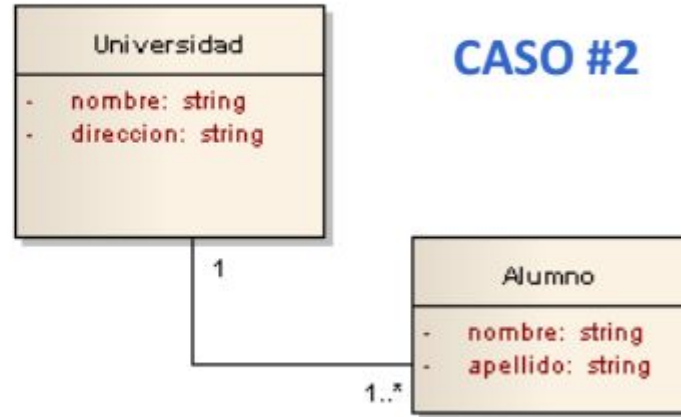 Universidad
- nombre: string
- direccion: string
CASO #2
1
Alumno
- nombre: string
- apellido: string
1..*